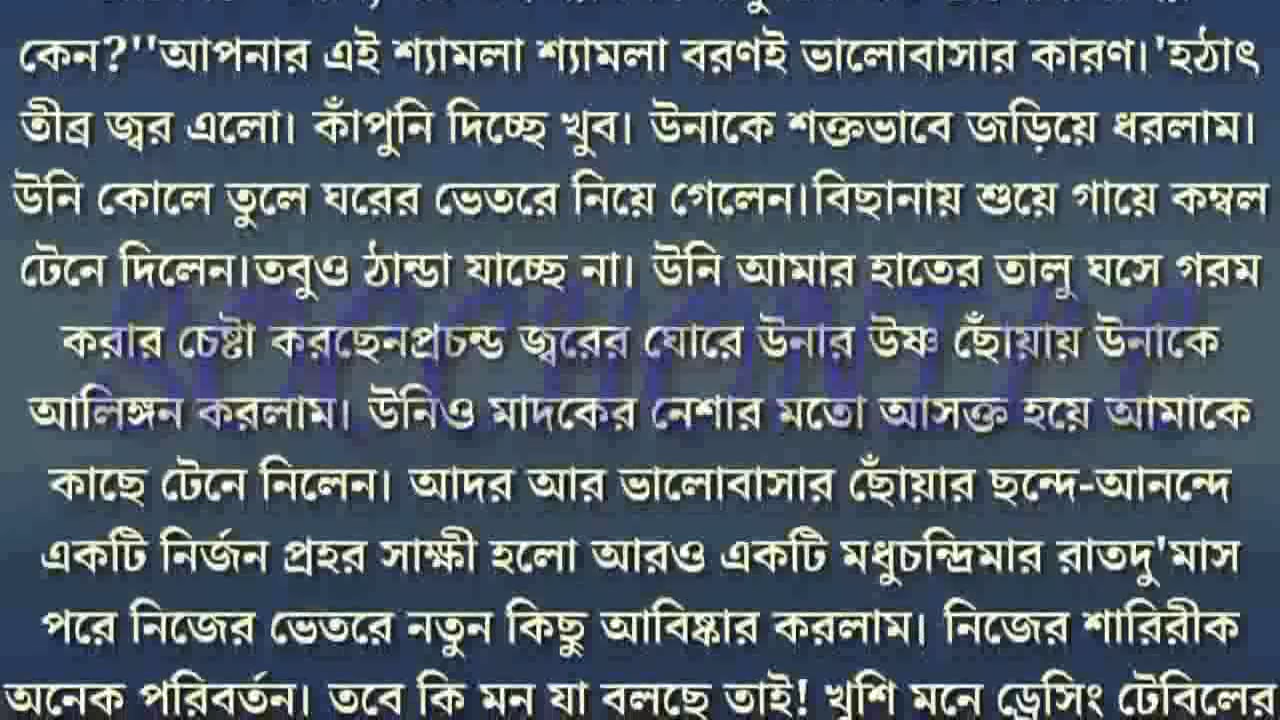 কেন?''আপনার এই শ্যামলা শ্যামলা বরণই ভালোবাসার কারণ।'হঠাৎ
তীব্র জ্বর এলো। কাঁপুনি দিচ্ছে খুব। উনাকে শক্তভাবে জড়িয়ে ধরলাম।
উনি কোলে তুলে ঘরের ভেতরে নিয়ে গেলেন।বিছানায় শুয়ে গায়ে কম্বল
টেনে দিলেন।তবুও ঠান্ডা যাচ্ছে না। উনি আমার হাতের তালু ঘসে গরম
করার চেষ্টা করছেনপ্রচন্ড জ্বরের ঘোরে উনার উষ্ণ ছোঁয়ায় উনাকে
আলিঙ্গন করলাম। উনিও মাদকের নেশার মতো আসক্ত হয়ে আমাকে
কাছে টেনে নিলেন। আদর আর ভালোবাসার ছোঁয়ার ছন্দে-আনন্দে
একটি নির্জন প্রহর সাক্ষী হলো আরও একটি মধুচন্দ্রিমার রাতদু'মাস
পরে নিজের ভেতরে নতুন কিছু আবিষ্কার করলাম। নিজের শারিরীক
অনেক পরিবর্তন। তবে কি মন যা বলছে তাই! খুশি মনে ড্রেসিং টেবিলের